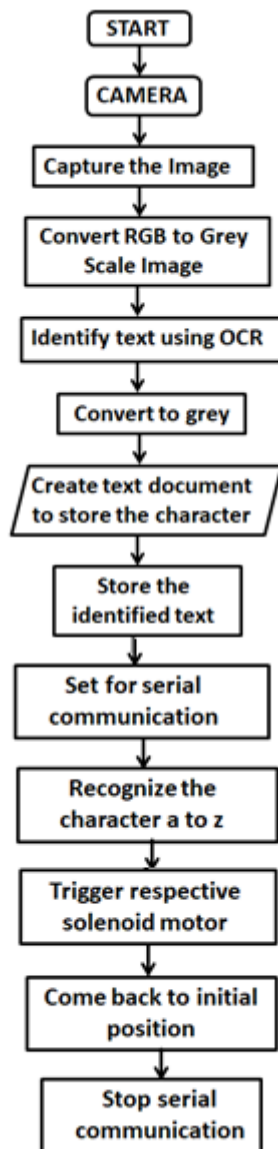 START
CAMERA
Capture the Image
Convert RGB to Grey
Scale Image
Identify text using OCR
Convert to grey
Create text document
to store the character
Store the
identified text
Set for serial
communication
Recognize the
character a to z
Trigger respective
solenoid motor
Come back to initial
position
Stop serial
communication